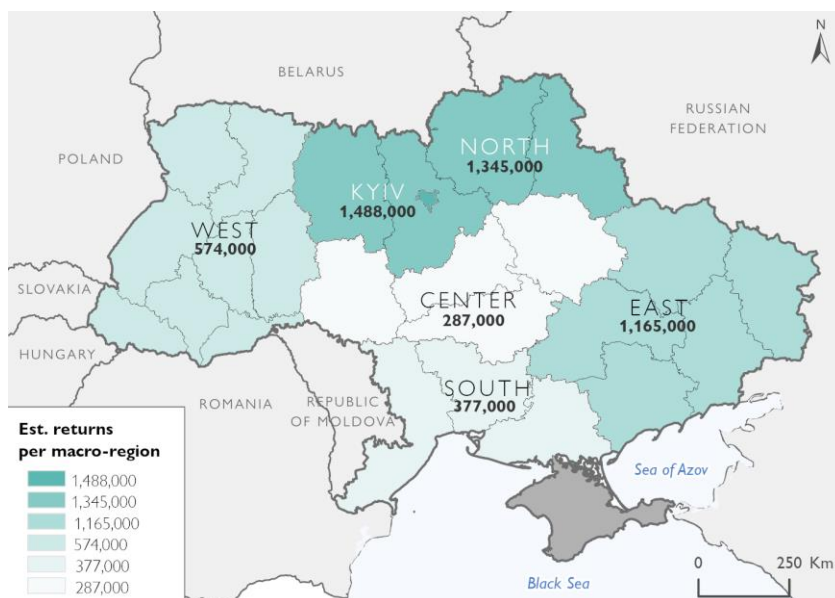 N
BELARUS
RUSSIAN
FEDERATION
POLAND
NORTH
1,345,000
KYIV
1,488,000
WEST
574,000
SLOVAKIA
CENTER
287,000
EAST
1,165,000
HUNGARY
ROMANIA
REPUBLIC
OF MOLDOVA
SOUTH
377,000
Est. returns
per macro-region
1,488,000
1,345,000
1,165,000
574,000
377,000
287,000
Sea of Azov
Black Sea
0 250 Km